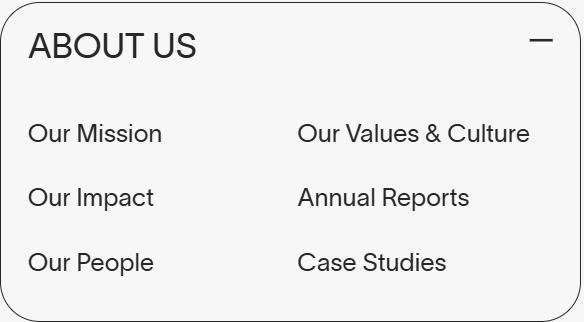 ABOUT US
Our Mission
Our Values & Culture
Our Impact
Annual Reports
Our People
Case Studies